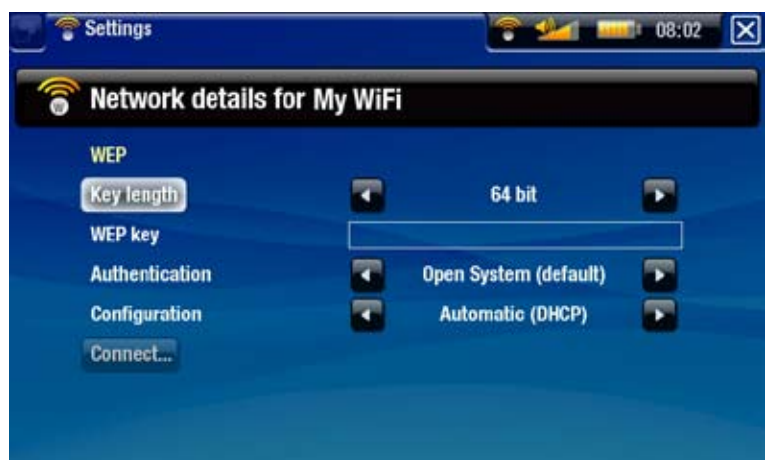 Settings
08:02
Network details for My WiFi
WEP
Key length
64 bit
WEP key
Authentication
Open System (default)
Configuration
Automatic (DHCP)
Connect...